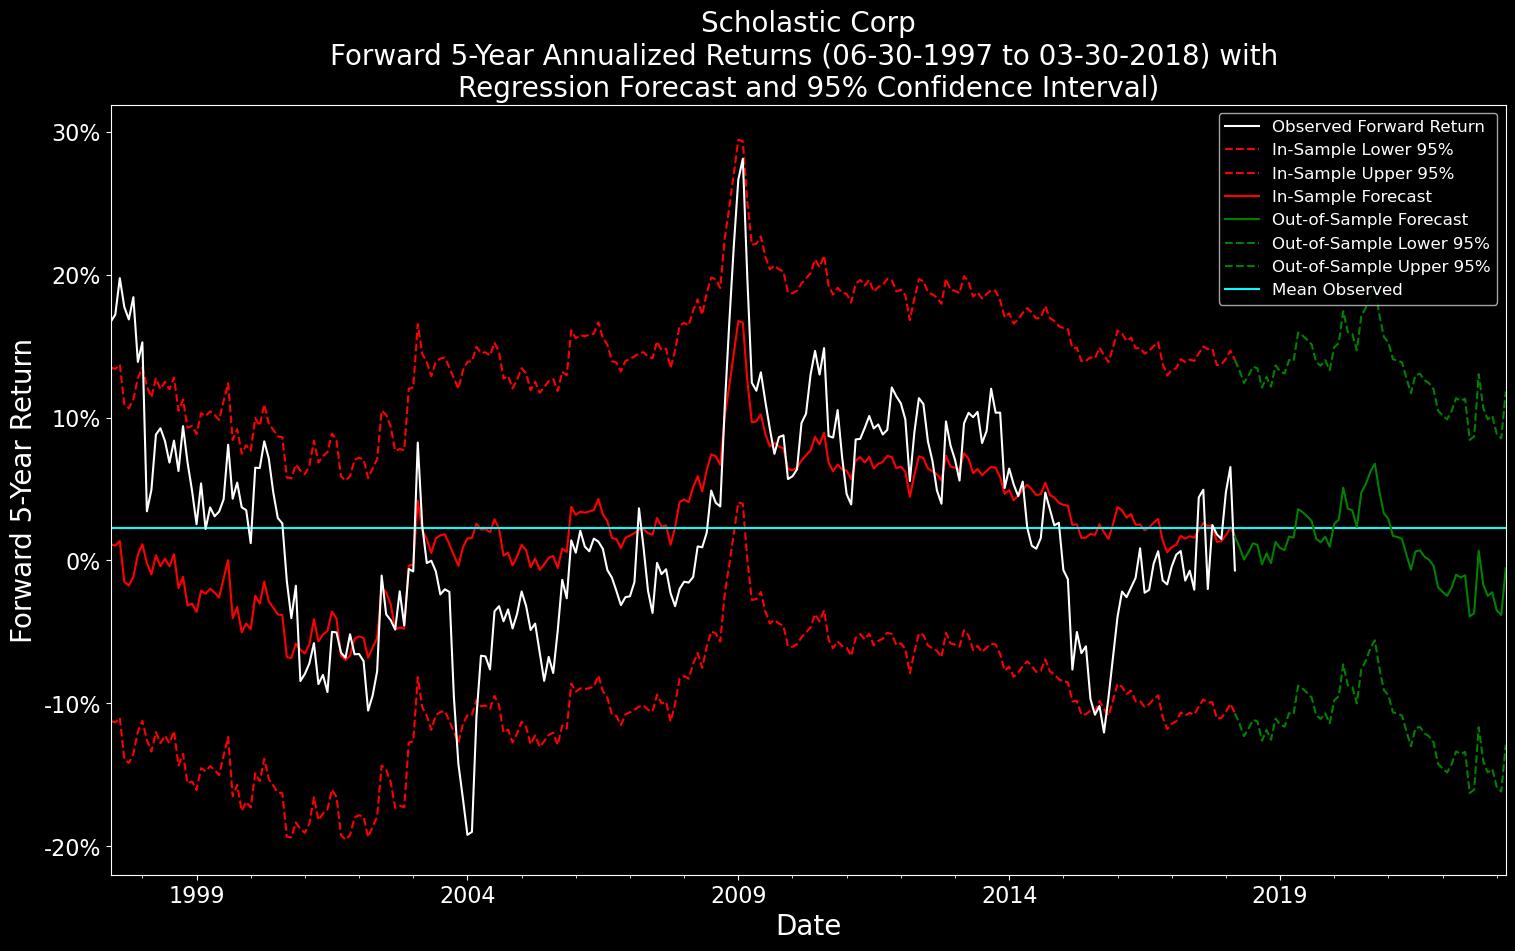 Scholastic Corp
Forward 5-Year Annualized Returns (06-30-1997 to 03-30-2018) with
Regression Forecast and 95% Confidence Interval)
Observed Forward Return
In-Sample Lower 95%
In-Sample Upper 95%
In-Sample Forecast
Out-of-Sample Forecast
Out-of-Sample Lower 95%
Out-of-Sample Upper 95%
Mean Observed
Forward 5-Year Return
30%
20%
10%
0%
-10%
-20%
1999
2004
2009
2014
2019
Date